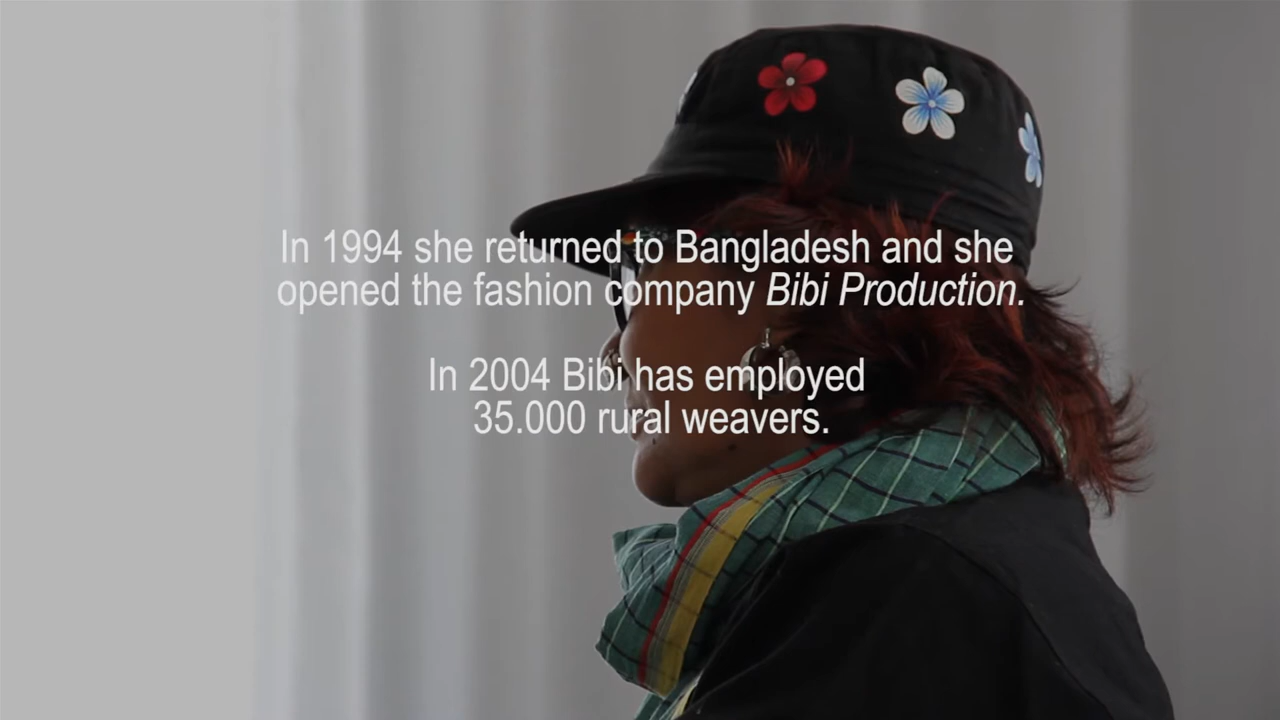 In 1994 she returned to Bangladesh and she
opened the fashion company Bibi Production.
In 2004 Bibi has employed
35.000 rural weavers.